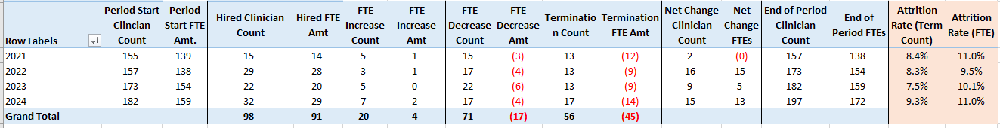 Row Labels | Period Start Clincian Count | Period Start FTE Amt. | Hired Clinician Count | Hired FTE Amt | FTE Increase Count | FTE Increase Amt | FTE Decrease Count | FTE Decrease Amt | Termination Count | Termination FTE Amt | Net Change Clinician Count | Net Change FTEs | End of Period Clinician Count | End of Period FTEs | Attrition Rate (Term Count) | Attrition Rate (FTE)
2021 | 155 | 139 | 15 | 14 | 5 | 1 | 15 | (3) | 13 | (12) | 2 | (0) | 157 | 138 | 8.4% | 11.0%
2022 | 157 | 138 | 29 | 28 | 3 | 1 | 17 | (4) | 13 | (9) | 16 | 15 | 173 | 154 | 8.3% | 9.5%
2023 | 173 | 154 | 22 | 20 | 5 | 0 | 22 | (6) | 13 | (9) | 9 | 5 | 182 | 159 | 7.5% | 10.1%
2024 | 182 | 159 | 32 | 29 | 7 | 2 | 17 | (4) | 17 | (14) | 15 | 13 | 197 | 172 | 9.3% | 11.0%
Grand Total | 98 | 91 | 20 | 4 | 71 | (17) | 56 | (45)